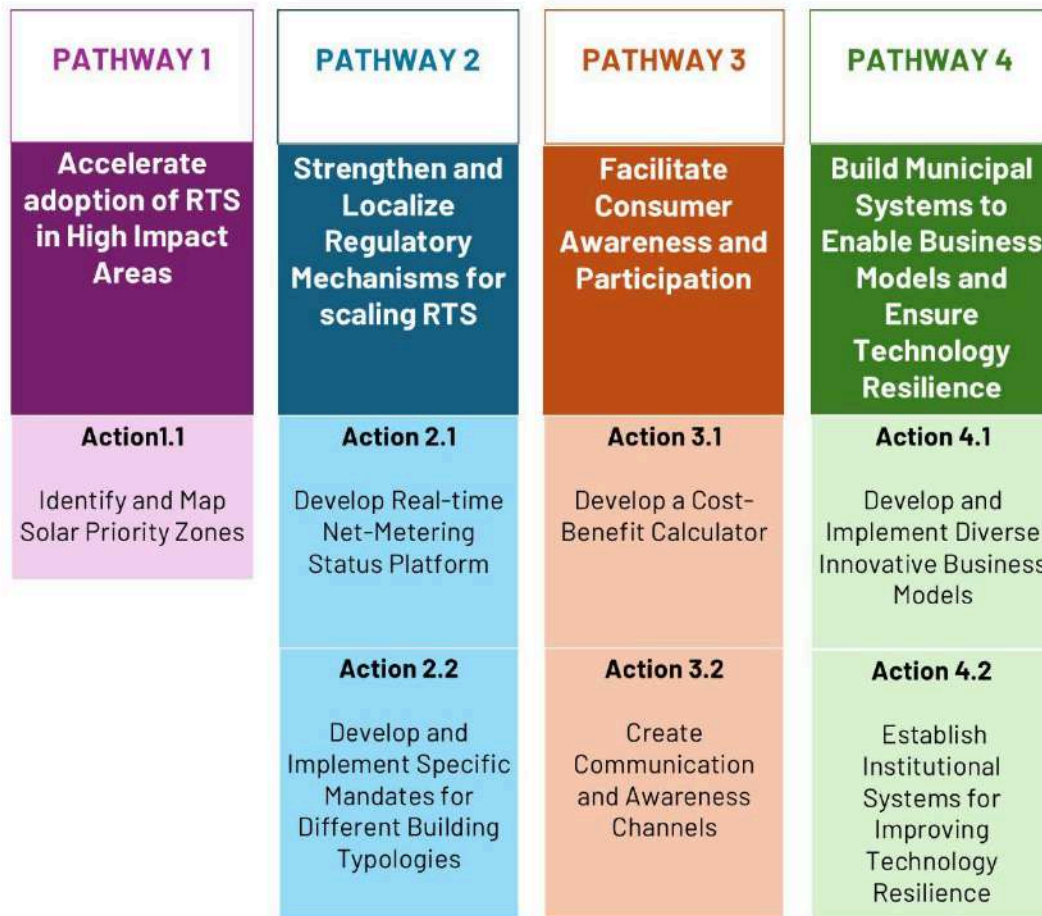 PATHWAY 1
Accelerate
adoption of RTS
in High Impact
Areas
Action1.1
Identify and Map
Solar Priority Zones
PATHWAY 2
Strengthen and
Localize
Regulatory
Mechanisms for
scaling RTS
Action 2.1
Develop Real-time
Net-Metering
Status Platform
Action 2.2
Develop and
Implement Specific
Mandates for
Different Building
Typologies
PATHWAY 3
Facilitate
Consumer
Awareness and
Participation
Action 3.1
Develop a Cost-
Benefit Calculator
Action 3.2
Create
Communication
and Awareness
Channels
PATHWAY 4
Build Municipal
Systems to
Enable Business
Models and
Ensure
Technology
Resilience
Action 4.1
Develop and
Implement Diverse
Innovative Business
Models
Action 4.2
Establish
Institutional
Systems for
Improving
Technology
Resilience